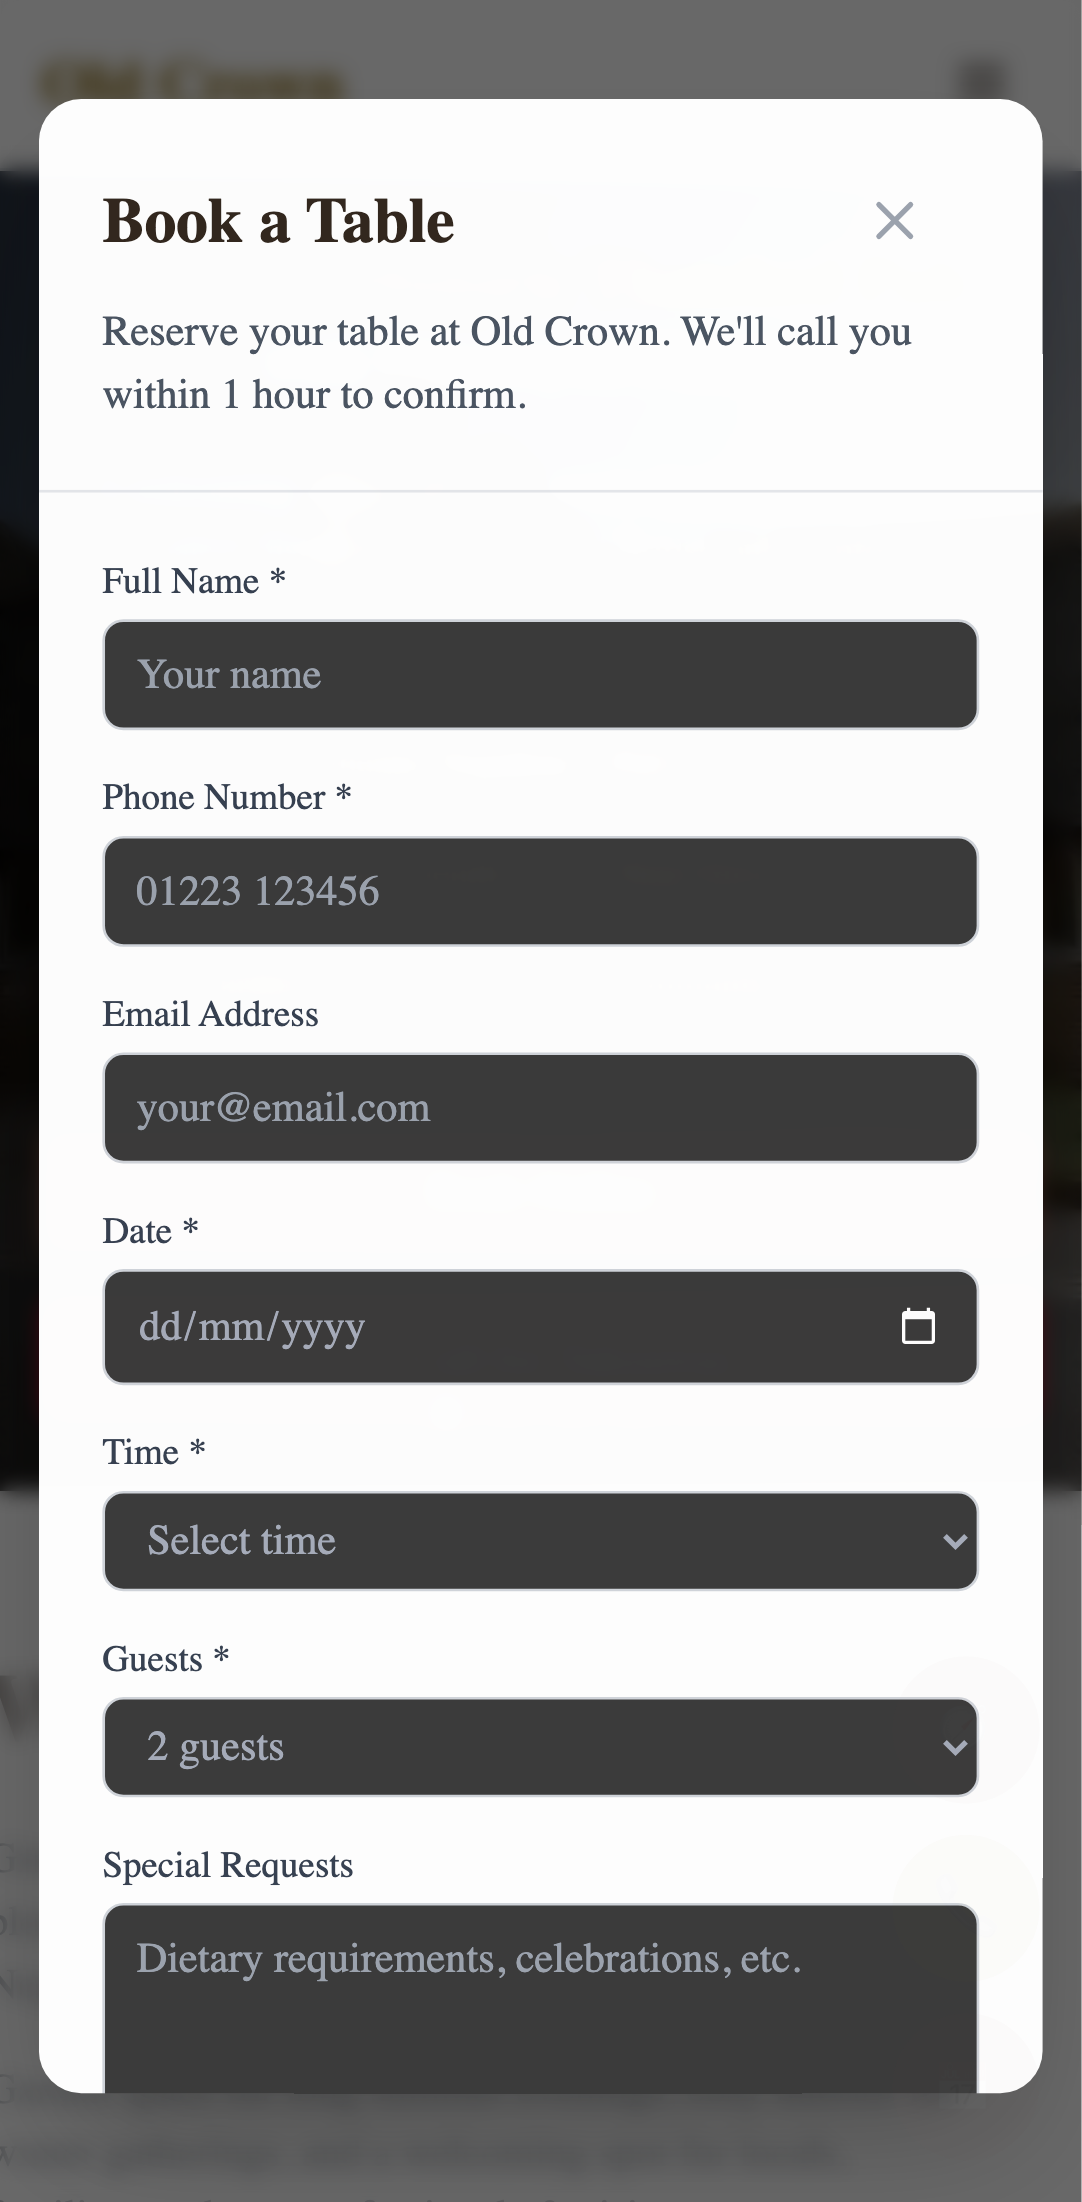 Old Crown
Book a Table
Reserve your table at Old Crown. We'll call you
within 1 hour to confirm.
Full Name *
Your name
Phone Number *
01223 123456
Email Address
your@email.com
Date *
dd/mm/yyyy
Time *
Select time
Guests *
2 guests
Special Requests
Dietary requirements, celebrations, etc.